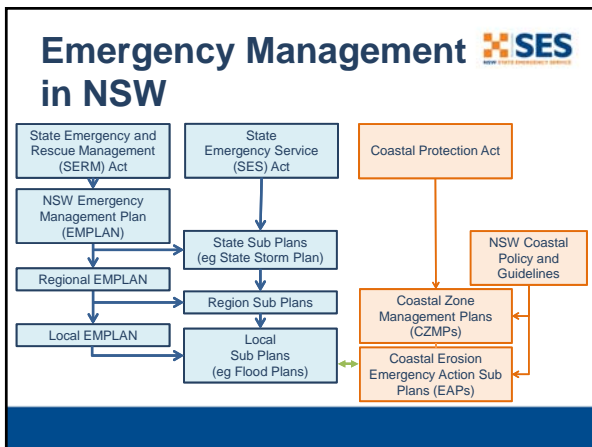 Emergency Management
in NSW
SES
NSW STATE EMERGENCY SERVICE
State Emergency and
Rescue Management
(SERM) Act
State
Emergency Service
(SES) Act
Coastal Protection Act
NSW Emergency
Management Plan
(EMPLAN)
State Sub Plans
(eg State Storm Plan)
NSW Coastal
Policy and
Guidelines
Regional EMPLAN
Region Sub Plans
Coastal Zone
Management Plans
(CZMPs)
Local EMPLAN
Local
Sub Plans
(eg Flood Plans)
Coastal Erosion
Emergency Action Sub
Plans (EAPs)